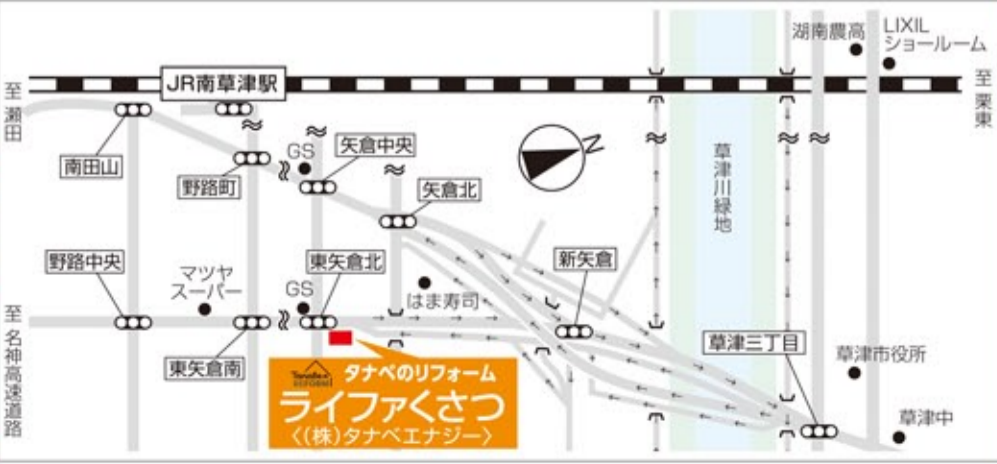 湖南農高
LIXIL
ショールーム
JR南草津駅
至瀬田
至栗東
南田山
野路町
GS
矢倉中央
矢倉北
N
草津川緑地
野路中央
マツヤ
スーパー
GS
東矢倉北
はま寿司
新矢倉
東矢倉南
草津三丁目
草津市役所
草津中
至名神高速道路
Tanabe's
REFORM
タナベのリフォーム
ライファくさつ
〈(株)タナベエナジー〉